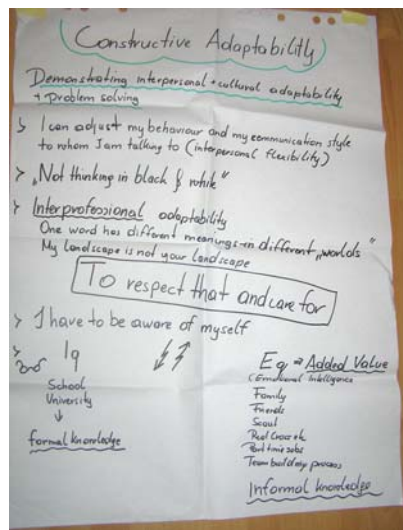 Constructive Adaptability
Demonstrating interpersonal + cultural adaptability
+ Problem solving
> I can adjust my behaviour and my communication style
to whom I am talking to (interpersonal flexibility)
> „Not thinking in black & white"
> Interprofessional adaptability
One word has different meanings in different „worlds"
My landscape is not your landscape
To respect that and care for
> I have to be aware of myself
> Iq
School
University
↓
formal knowledge
Eq → Added Value
(Emotional Intelligence
Family
Friends
Scout
Red Cross etc
Part time jobs
Team building process
Informal knowledge